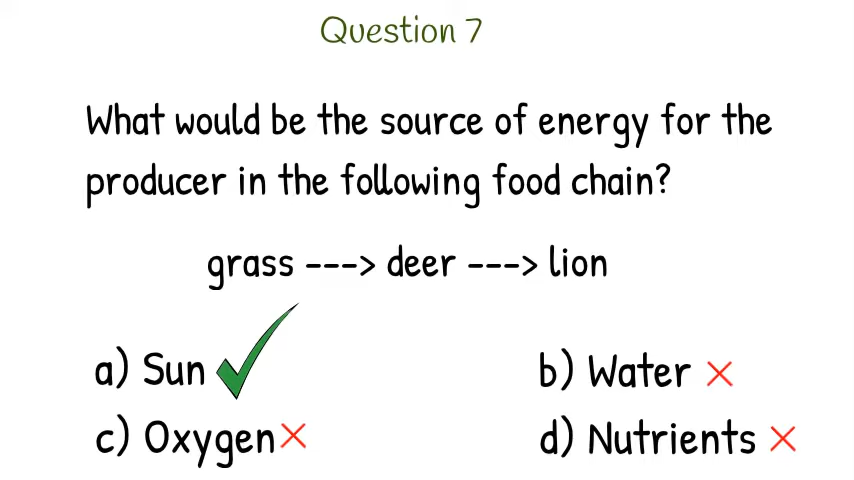 Question 7
What would be the source of energy for the
producer in the following food chain?
grass ---> deer ---> lion
a) Sun
b) Water
c) Oxygen
d) Nutrients